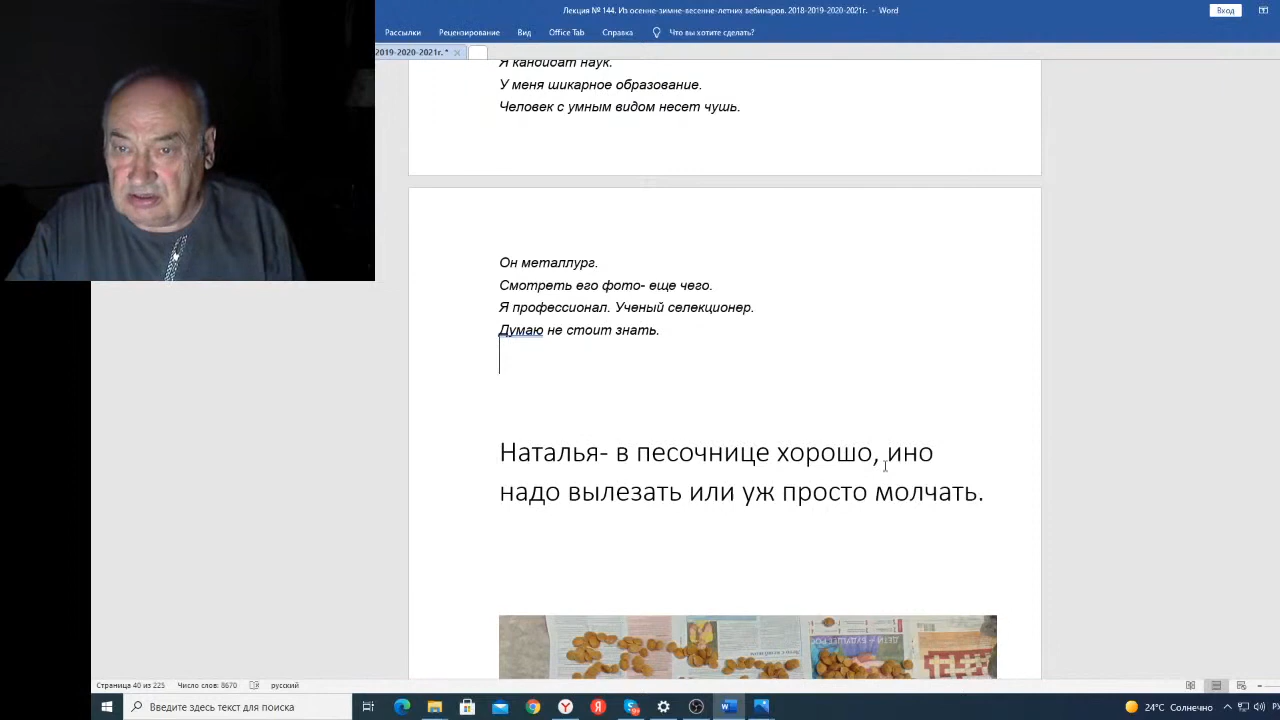 Лекция № 144. Из осенне-зимне-весенне-летних вебинаров. 2018-2019-2020-2021г. - Word
Вход
Рассылки Рецензирование Вид Office Tab Справка Что вы хотите сделать?
2019-2020-2021г. *
Я кандидат наук.
У меня шикарное образование.
Человек с умным видом несет чушь.
Он металлург.
Смотреть его фото- еще чего.
Я профессионал. Ученый селекционер.
Думаю не стоит знать.
Наталья- в песочнице хорошо, ино
надо вылезать или уж просто молчать.
ДЕТИ – БУДУЩЕЕ
Страница 40 из 225 Число слов: 8670 русский
Введите здесь текст для поиска
24°C Солнечно